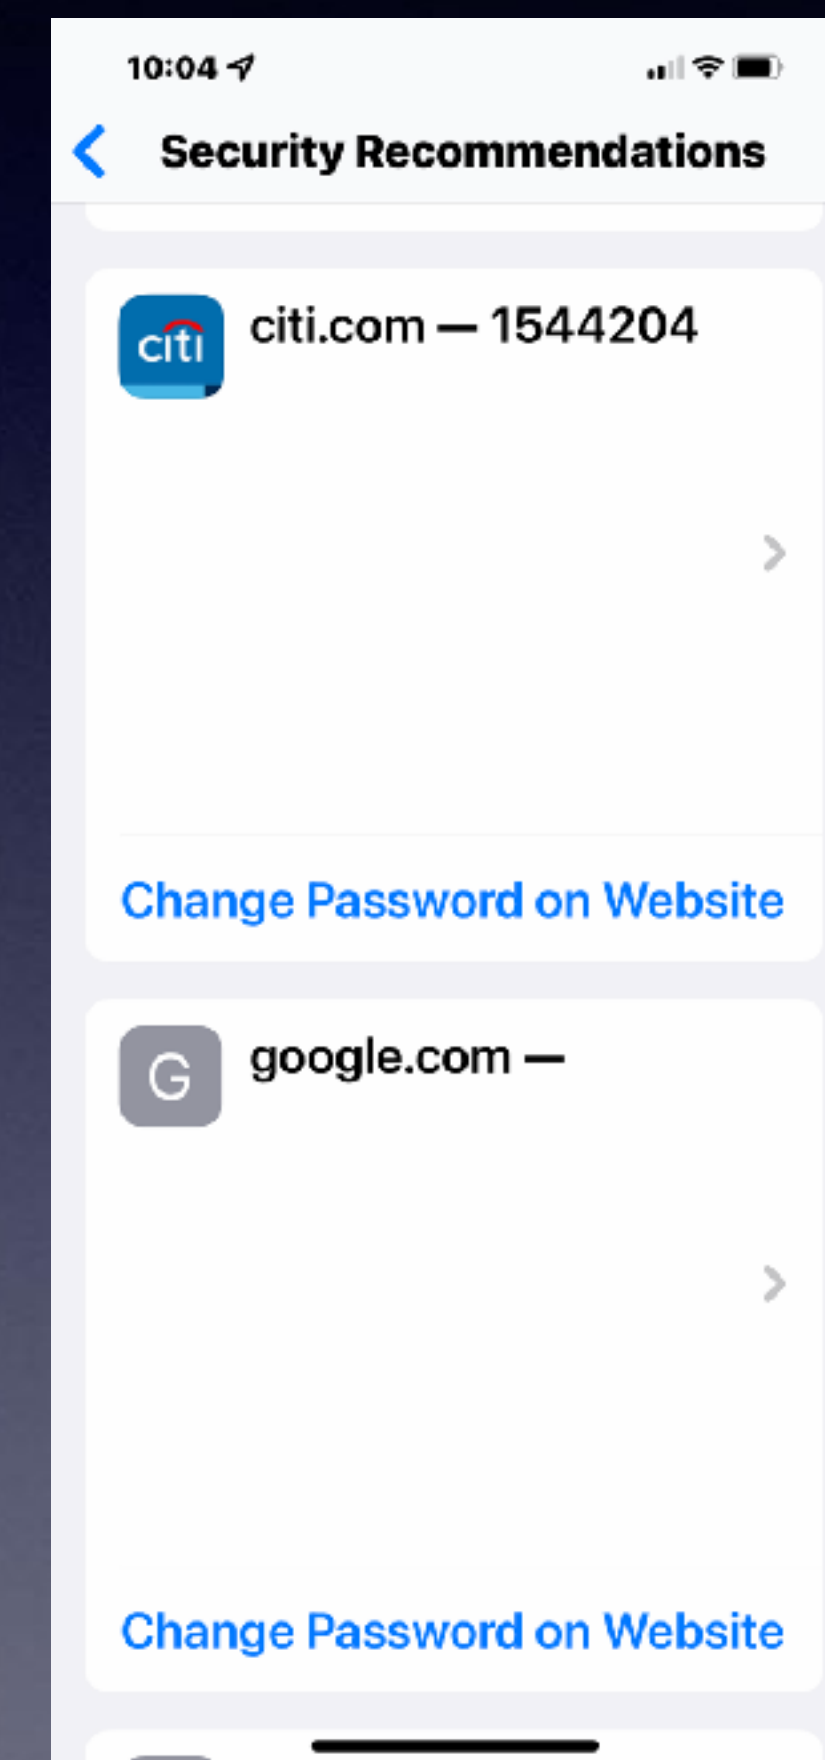 10:04
Security Recommendations
citi
citi.com — 1544204
Change Password on Website
G
google.com —
Change Password on Website